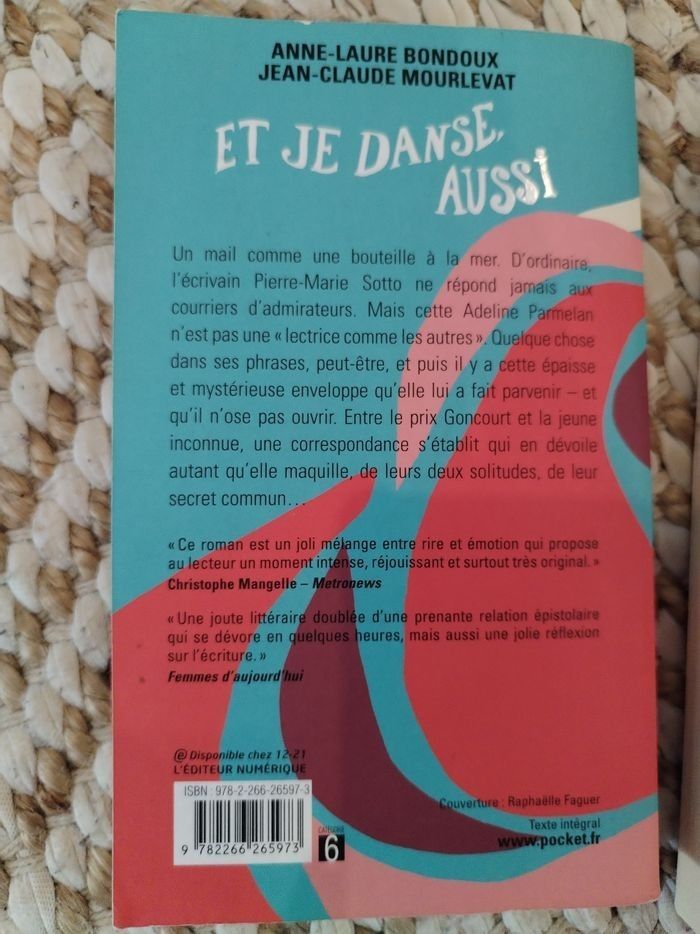 ANNE-LAURE BONDOUX
JEAN-CLAUDE MOURLEVAT
ET JE DANSE,
AUSSI
Un mail comme une bouteille à la mer. D'ordinaire,
l'écrivain Pierre-Marie Sotto ne répond jamais aux
courriers d'admirateurs. Mais cette Adeline Parmelan
n'est pas une « lectrice comme les autres ». Quelque chose
dans ses phrases, peut-être, et puis il y a cette épaisse
et mystérieuse enveloppe qu'elle lui a fait parvenir – et
qu'il n'ose pas ouvrir. Entre le prix Goncourt et la jeune
inconnue, une correspondance s'établit qui en dévoile
autant qu'elle maquille, de leurs deux solitudes, de leur
secret commun…
« Ce roman est un joli mélange entre rire et émotion qui propose
au lecteur un moment intense, réjouissant et surtout très original. »
Christophe Mangelle – Metronews
« Une joute littéraire doublée d'une prenante relation épistolaire
qui se dévore en quelques heures, mais aussi une jolie réflexion
sur l'écriture. »
Femmes d'aujourd'hui
e Disponible chez 12-21
L'ÉDITEUR NUMÉRIQUE
ISBN : 978-2-266-26597-3
9 782266 265973
CATÉGORIE
6
Couverture : Raphaëlle Faguer
Texte intégral
www.pocket.fr